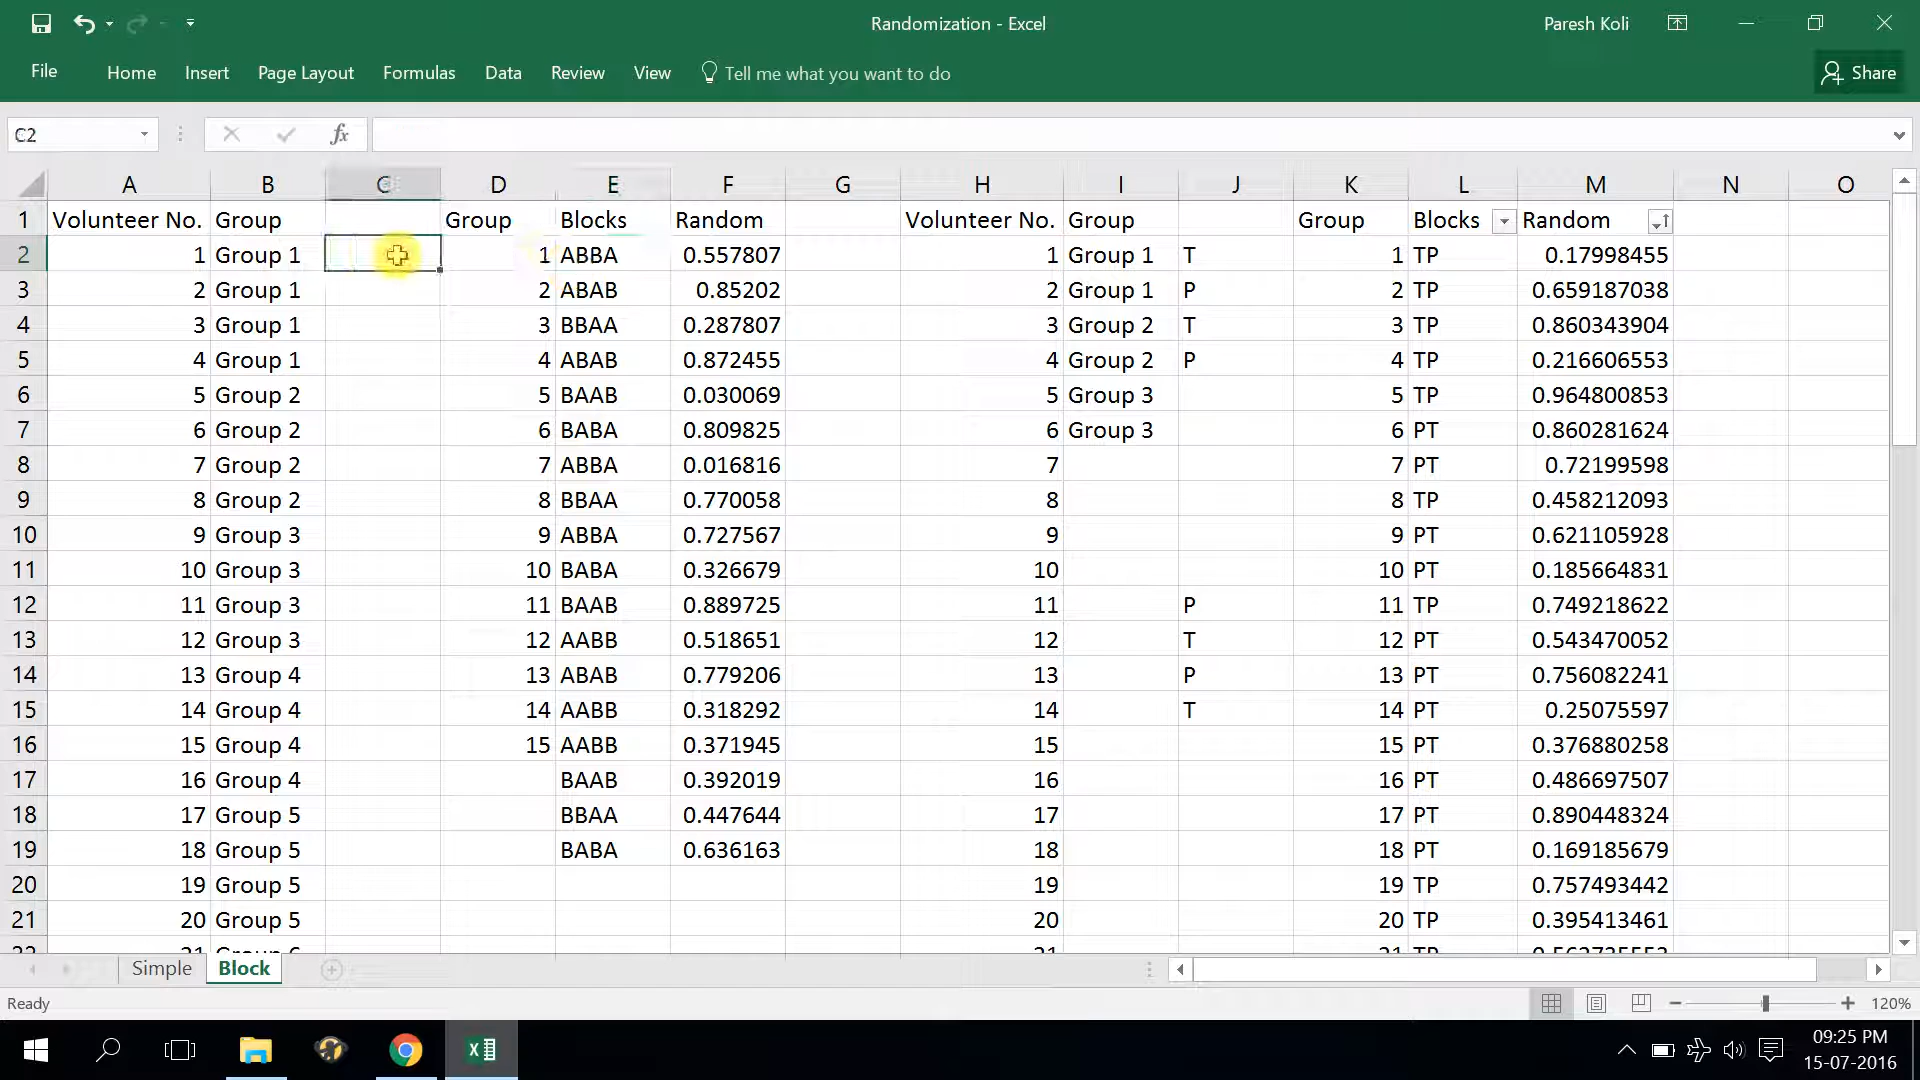 Randomization - Excel
Paresh Koli
File Home Insert Page Layout Formulas Data Review View Tell me what you want to do Share
C2 fx
A B C D E F G H I J K L M N O
1 Volunteer No. Group Group Blocks Random Volunteer No. Group Group Blocks Random
2 1 Group 1 1 ABBA 0.557807 1 Group 1 T 1 TP 0.17998455
3 2 Group 1 2 ABAB 0.85202 2 Group 1 P 2 TP 0.659187038
4 3 Group 1 3 BBAA 0.287807 3 Group 2 T 3 TP 0.860343904
5 4 Group 1 4 ABAB 0.872455 4 Group 2 P 4 TP 0.216606553
6 5 Group 2 5 BAAB 0.030069 5 Group 3 5 TP 0.964800853
7 6 Group 2 6 BABA 0.809825 6 Group 3 6 PT 0.860281624
8 7 Group 2 7 ABBA 0.016816 7 7 PT 0.72199598
9 8 Group 2 8 BBAA 0.770058 8 8 TP 0.458212093
10 9 Group 3 9 ABBA 0.727567 9 9 PT 0.621105928
11 10 Group 3 10 BABA 0.326679 10 10 PT 0.185664831
12 11 Group 3 11 BAAB 0.889725 11 P 11 TP 0.749218622
13 12 Group 3 12 AABB 0.518651 12 T 12 PT 0.543470052
14 13 Group 4 13 ABAB 0.779206 13 P 13 PT 0.756082241
15 14 Group 4 14 AABB 0.318292 14 T 14 PT 0.25075597
16 15 Group 4 15 AABB 0.371945 15 15 PT 0.376880258
17 16 Group 4 BAAB 0.392019 16 16 PT 0.486697507
18 17 Group 5 BBAA 0.447644 17 17 PT 0.890448324
19 18 Group 5 BABA 0.636163 18 18 PT 0.169185679
20 19 Group 5 19 19 TP 0.757493442
21 20 Group 5 20 20 TP 0.395413461
Simple Block
Ready 120%
09:25 PM
15-07-2016